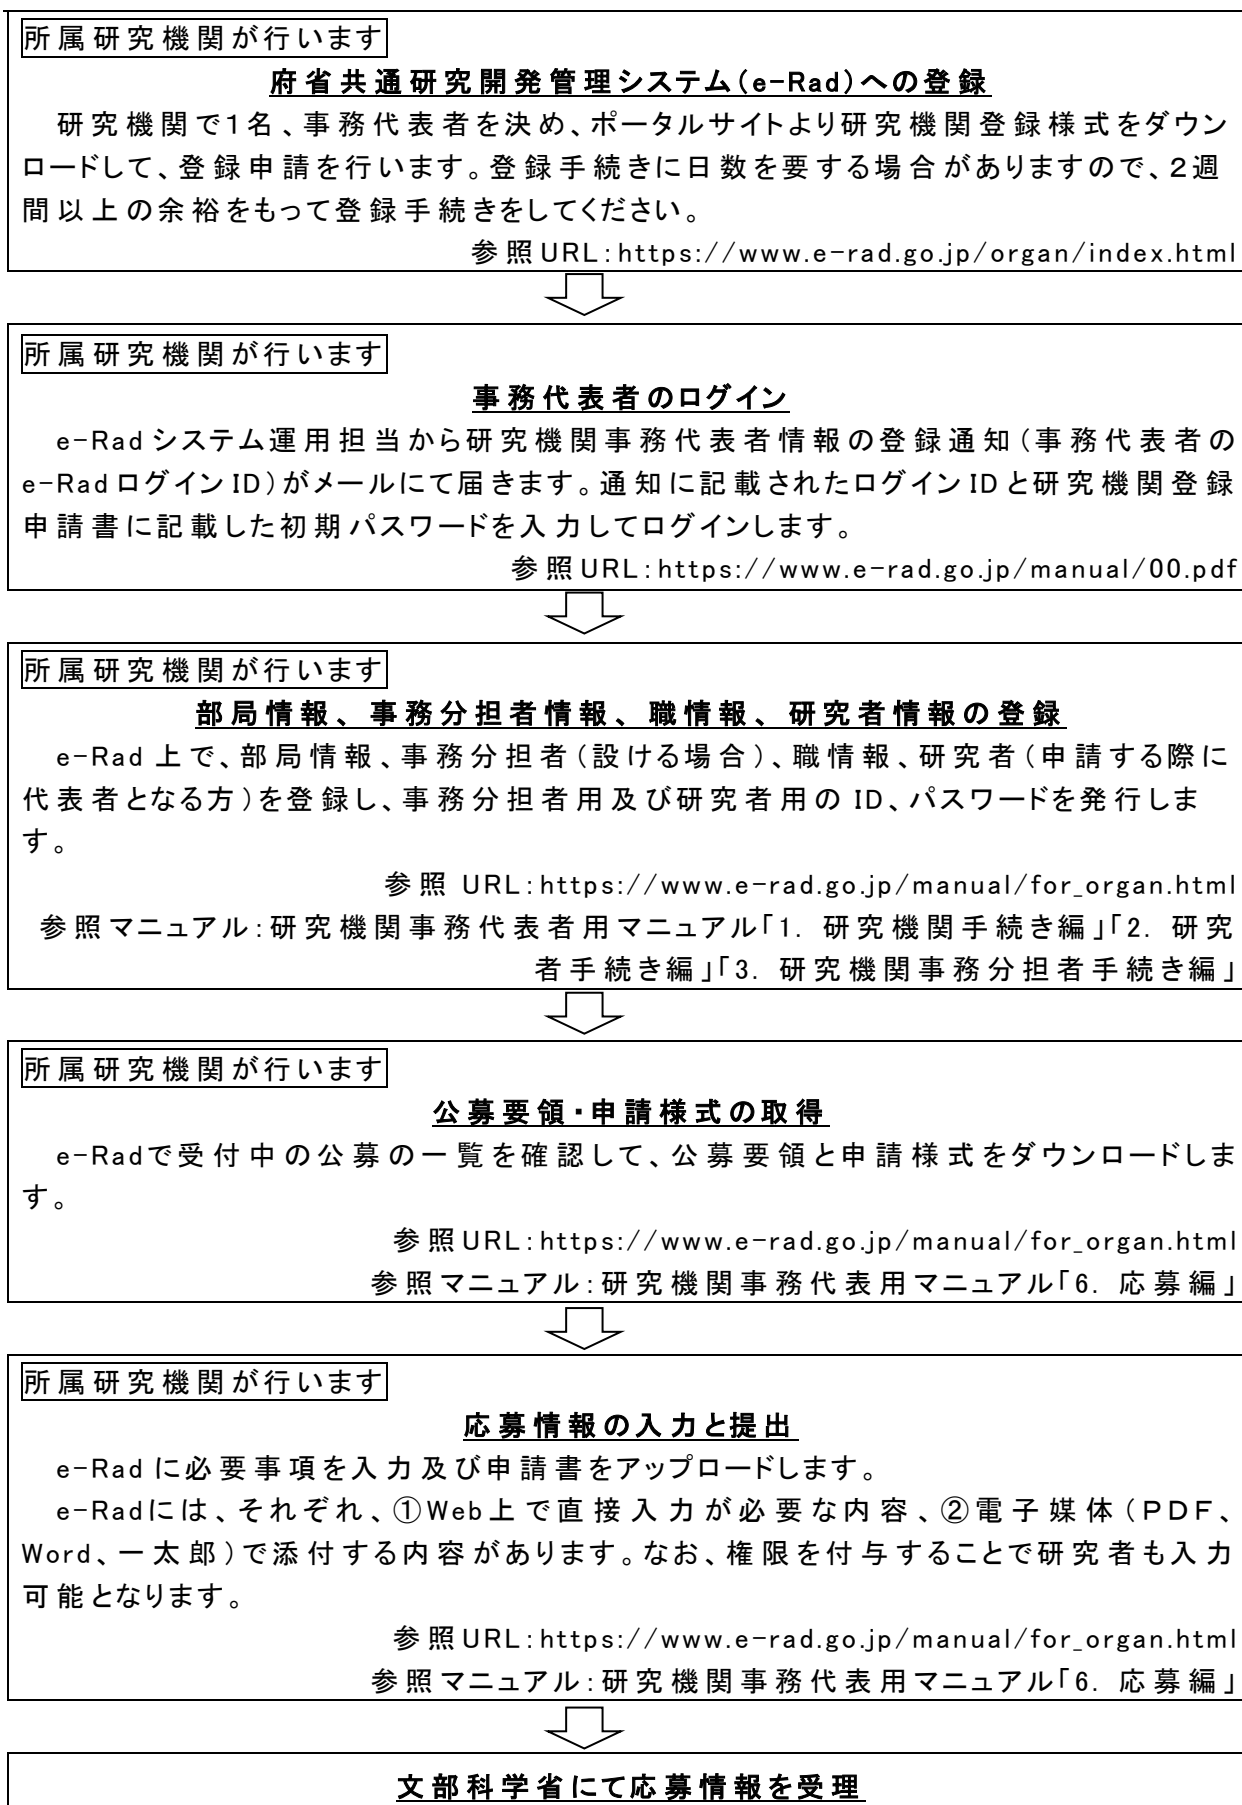 所属研究機関が行います
府省共通研究開発管理システム(e-Rad)への登録
研究機関で1名、事務代表者を決め、ポータルサイトより研究機関登録様式をダウン
ロードして、登録申請を行います。登録手続きに日数を要する場合がありますので、2週
間以上の余裕をもって登録手続きをしてください。
参照URL:https://www.e-rad.go.jp/organ/index.html
所属研究機関が行います
事務代表者のログイン
e-Rad システム運用担当から研究機関事務代表者情報の登録通知(事務代表者の
e-Rad ログイン ID)がメールにて届きます。通知に記載されたログイン ID と研究機関登録
申請書に記載した初期パスワードを入力してログインします。
参照URL:https://www.e-rad.go.jp/manual/00.pdf
所属研究機関が行います
部局情報、事務分担者情報、職情報、研究者情報の登録
e-Rad 上で、部局情報、事務分担者(設ける場合)、職情報、研究者(申請する際に
代表者となる方)を登録し、事務分担者用及び研究者用の ID、パスワードを発行しま
す。
参照 URL:https://www.e-rad.go.jp/manual/for_organ.html
参照マニュアル:研究機関事務代表者用マニュアル「1. 研究機関手続き編」「2. 研究
者手続き編」「3. 研究機関事務分担者手続き編」
所属研究機関が行います
公募要領・申請様式の取得
e-Radで受付中の公募の一覧を確認して、公募要領と申請様式をダウンロードしま
す。
参照URL:https://www.e-rad.go.jp/manual/for_organ.html
参照マニュアル:研究機関事務代表用マニュアル「6. 応募編」
所属研究機関が行います
応募情報の入力と提出
e-Rad に必要事項を入力及び申請書をアップロードします。
e-Radには、それぞれ、①Web上で直接入力が必要な内容、②電子媒体(PDF、
Word、一太郎)で添付する内容があります。なお、権限を付与することで研究者も入力
可能となります。
参照URL:https://www.e-rad.go.jp/manual/for_organ.html
参照マニュアル:研究機関事務代表用マニュアル「6. 応募編」
文部科学省にて応募情報を受理